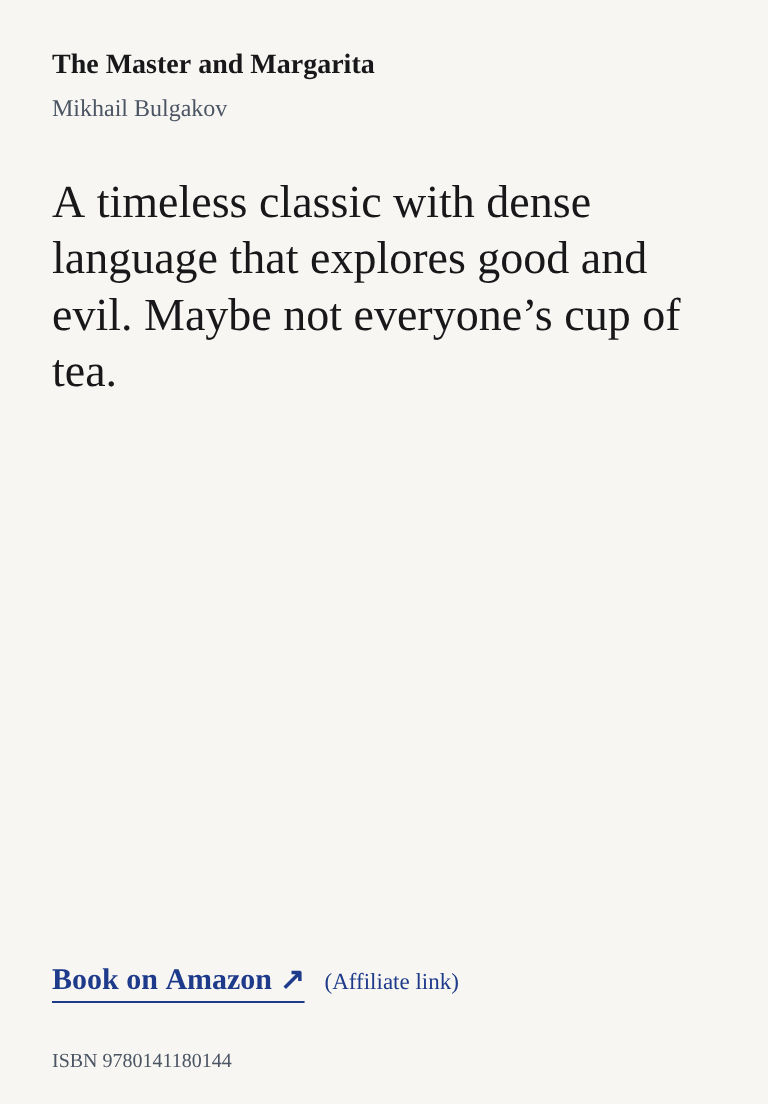 The Master and Margarita
Mikhail Bulgakov
A timeless classic with dense
language that explores good and
evil. Maybe not everyone’s cup of
tea.
Book on Amazon ↗ (Affiliate link)
ISBN 9780141180144